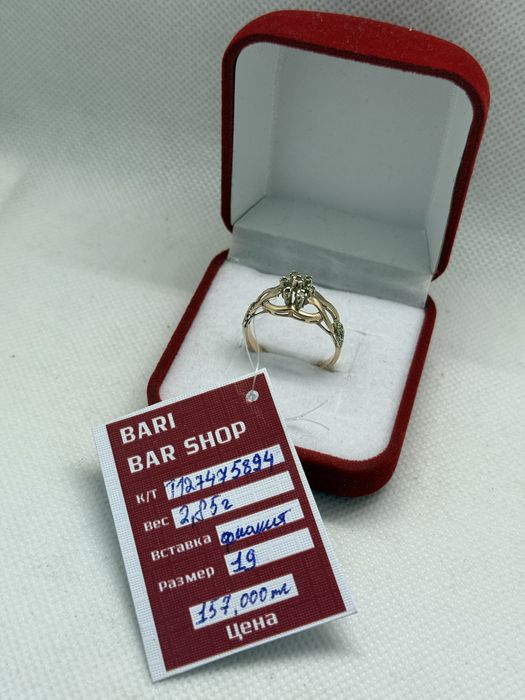 BARI
BAR SHOP
К/Т 1127475894
Вес 2,85г
Вставка фианит
Размер 19
157,000тг
Цена